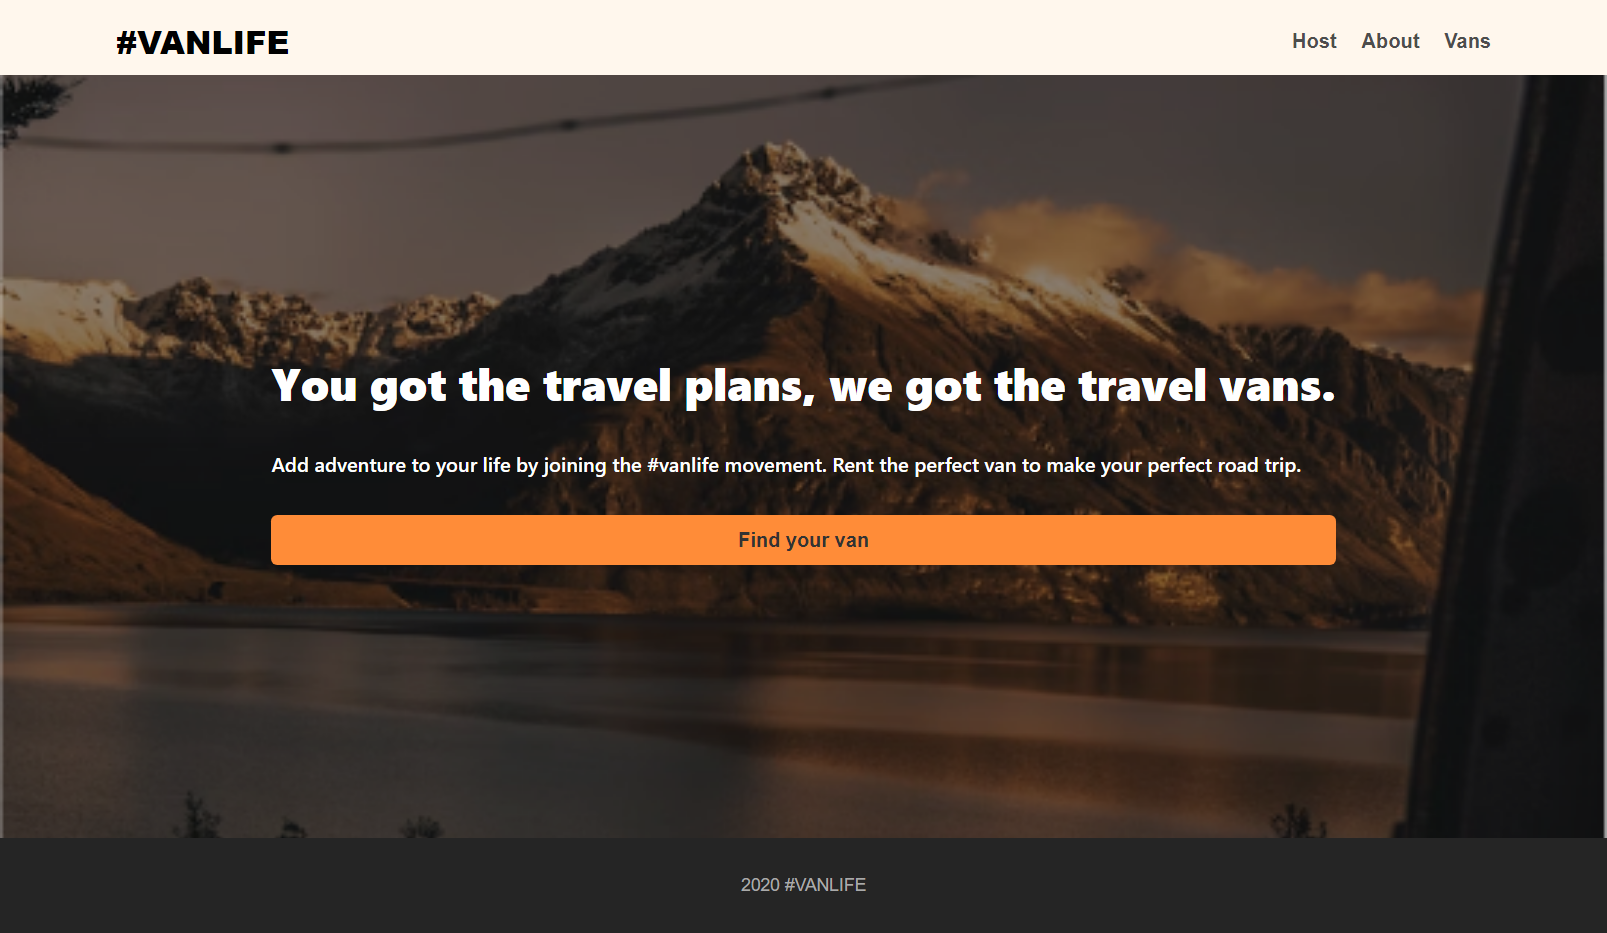 #VANLIFE
Host About Vans
You got the travel plans, we got the travel vans.
Add adventure to your life by joining the #vanlife movement. Rent the perfect van to make your perfect road trip.
Find your van
2020 #VANLIFE